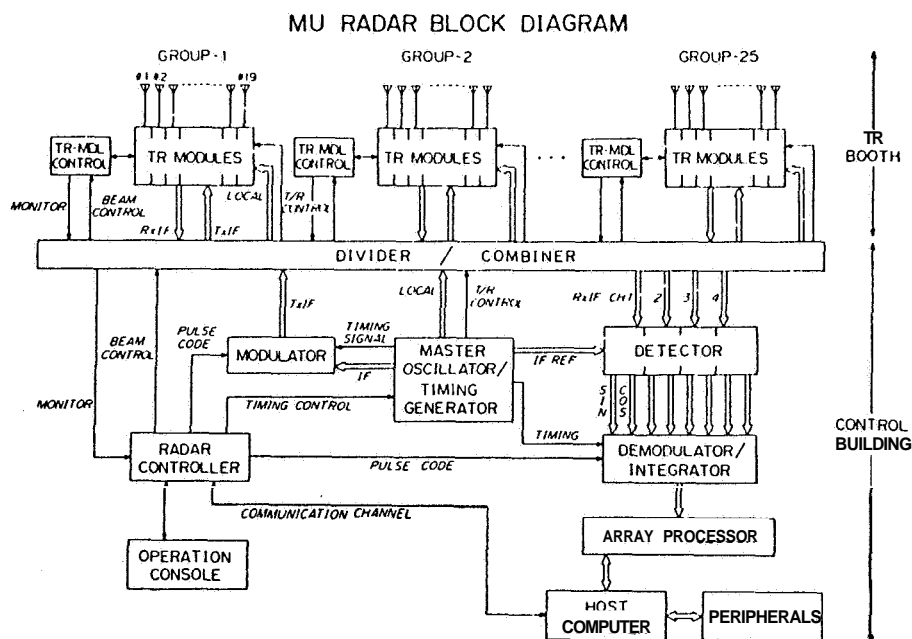 MU RADAR BLOCK DIAGRAM
GROUP-1
GROUP-2
GROUP-25
#1 #2
#19
TR-MDL
CONTROL
TR MODULES
TR MDL
CONTROL
TR MODULES
TR-MDL
CONTROL
TR MODULES
TR
BOOTH
MONITOR
BEAM
CONTROL
RxIF
TxIF
LOCAL
T/R
CONTROL
DIVIDER / COMBINER
TxIF
LOCAL
T/R
CONTROL
RxIF CH1 2 3 4
BEAM
CONTROL
PULSE
CODE
MODULATOR
TIMING
SIGNAL
IF
MASTER
OSCILLATOR/
TIMING
GENERATOR
IF REF
DETECTOR
SIN
COS
MONITOR
TIMING CONTROL
TIMING
CONTROL
BUILDING
RADAR
CONTROLLER
PULSE CODE
DEMODULATOR/
INTEGRATOR
COMMUNICATION CHANNEL
ARRAY PROCESSOR
OPERATION
CONSOLE
HOST
COMPUTER
PERIPHERALS